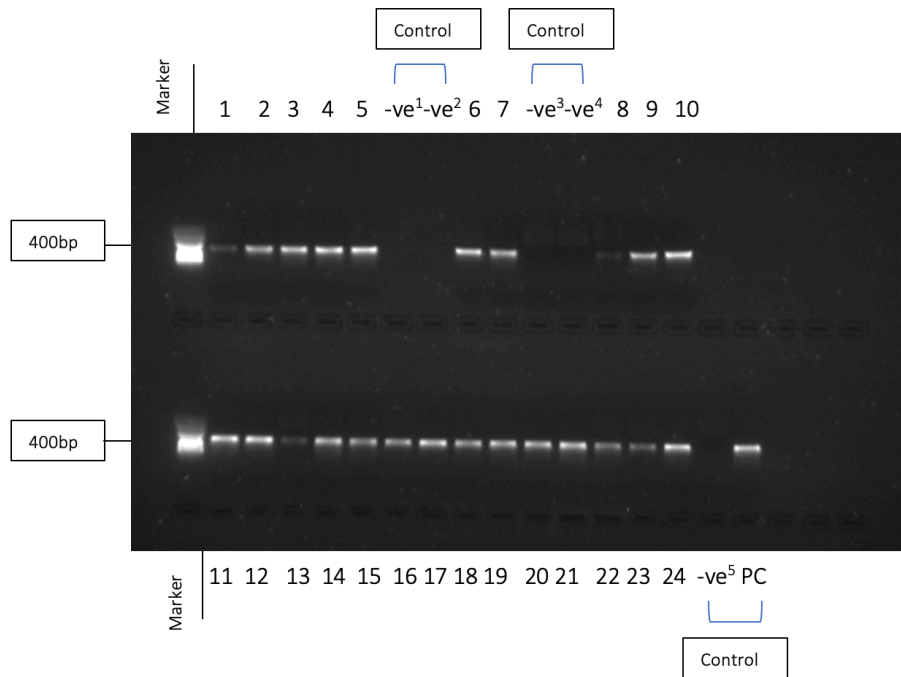 Control Control
Marker 1 2 3 4 5 -ve¹-ve² 6 7 -ve³-ve⁴ 8 9 10
400bp
400bp
Marker 11 12 13 14 15 16 17 18 19 20 21 22 23 24 -ve⁵ PC
Control